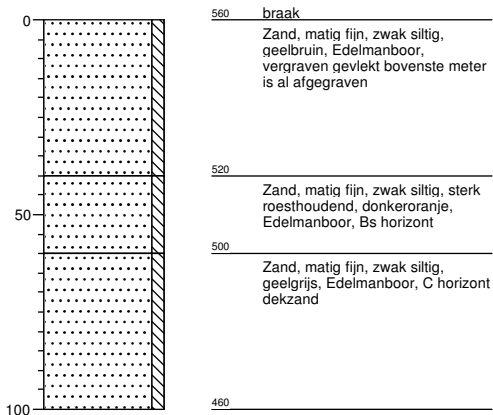 0
50
100
560
braak
Zand, matig fijn, zwak siltig,
geelbruin, Edelmanboor,
vergraven gevlekt bovenste meter
is al afgegraven
520
Zand, matig fijn, zwak siltig, sterk
roesthoudend, donkeroranje,
Edelmanboor, Bs horizont
500
Zand, matig fijn, zwak siltig,
geelgrijs, Edelmanboor, C horizont
dekzand
460